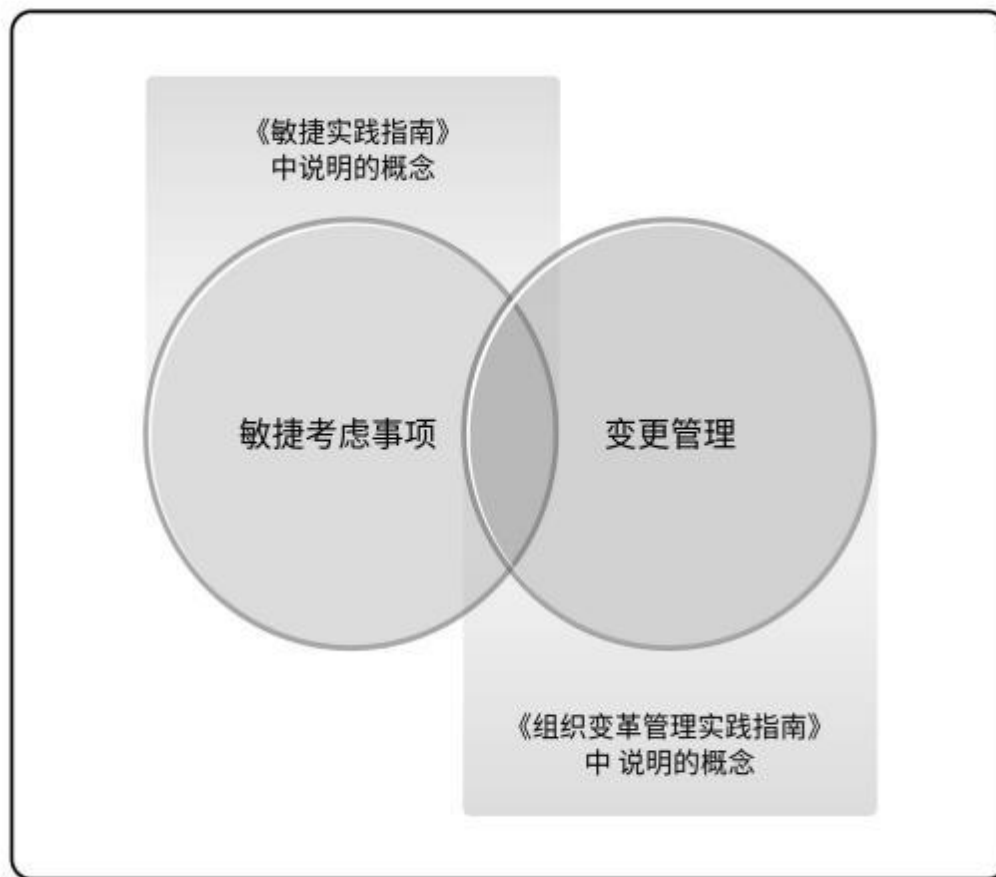 《敏捷实践指南》
中说明的概念
敏捷考虑事项
变更管理
《组织变革管理实践指南》
中 说明的概念